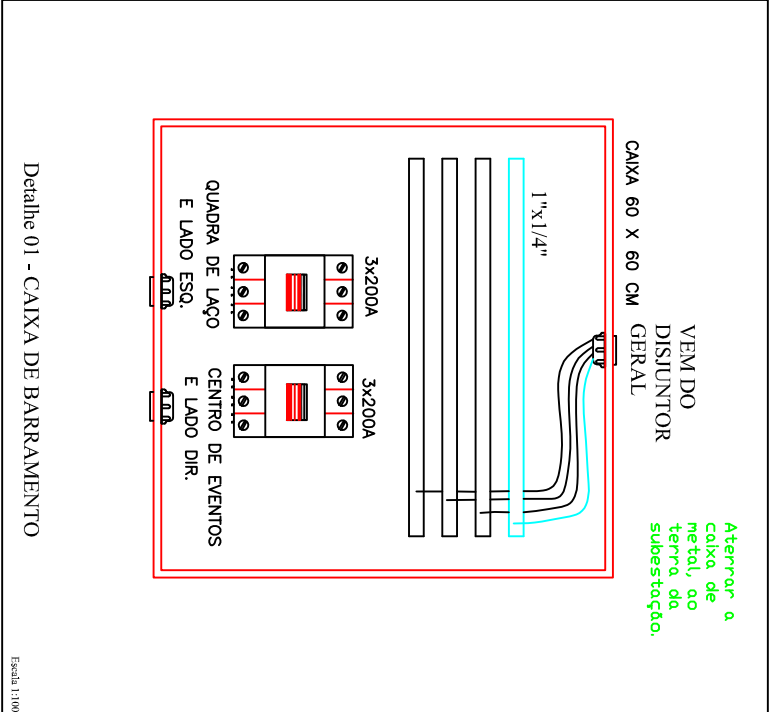 Aterrar a
caixa de
metal, ao
terra da
subestação.
VEM DO
DISJUNTOR
GERAL
CAIXA 60 X 60 CM
1"x1/4"
3x200A
3x200A
QUADRA DE LAÇO
E LADO ESQ.
CENTRO DE EVENTOS
E LADO DIR.
Detalhe 01 - CAIXA DE BARRAMENTO
Escala 1:100